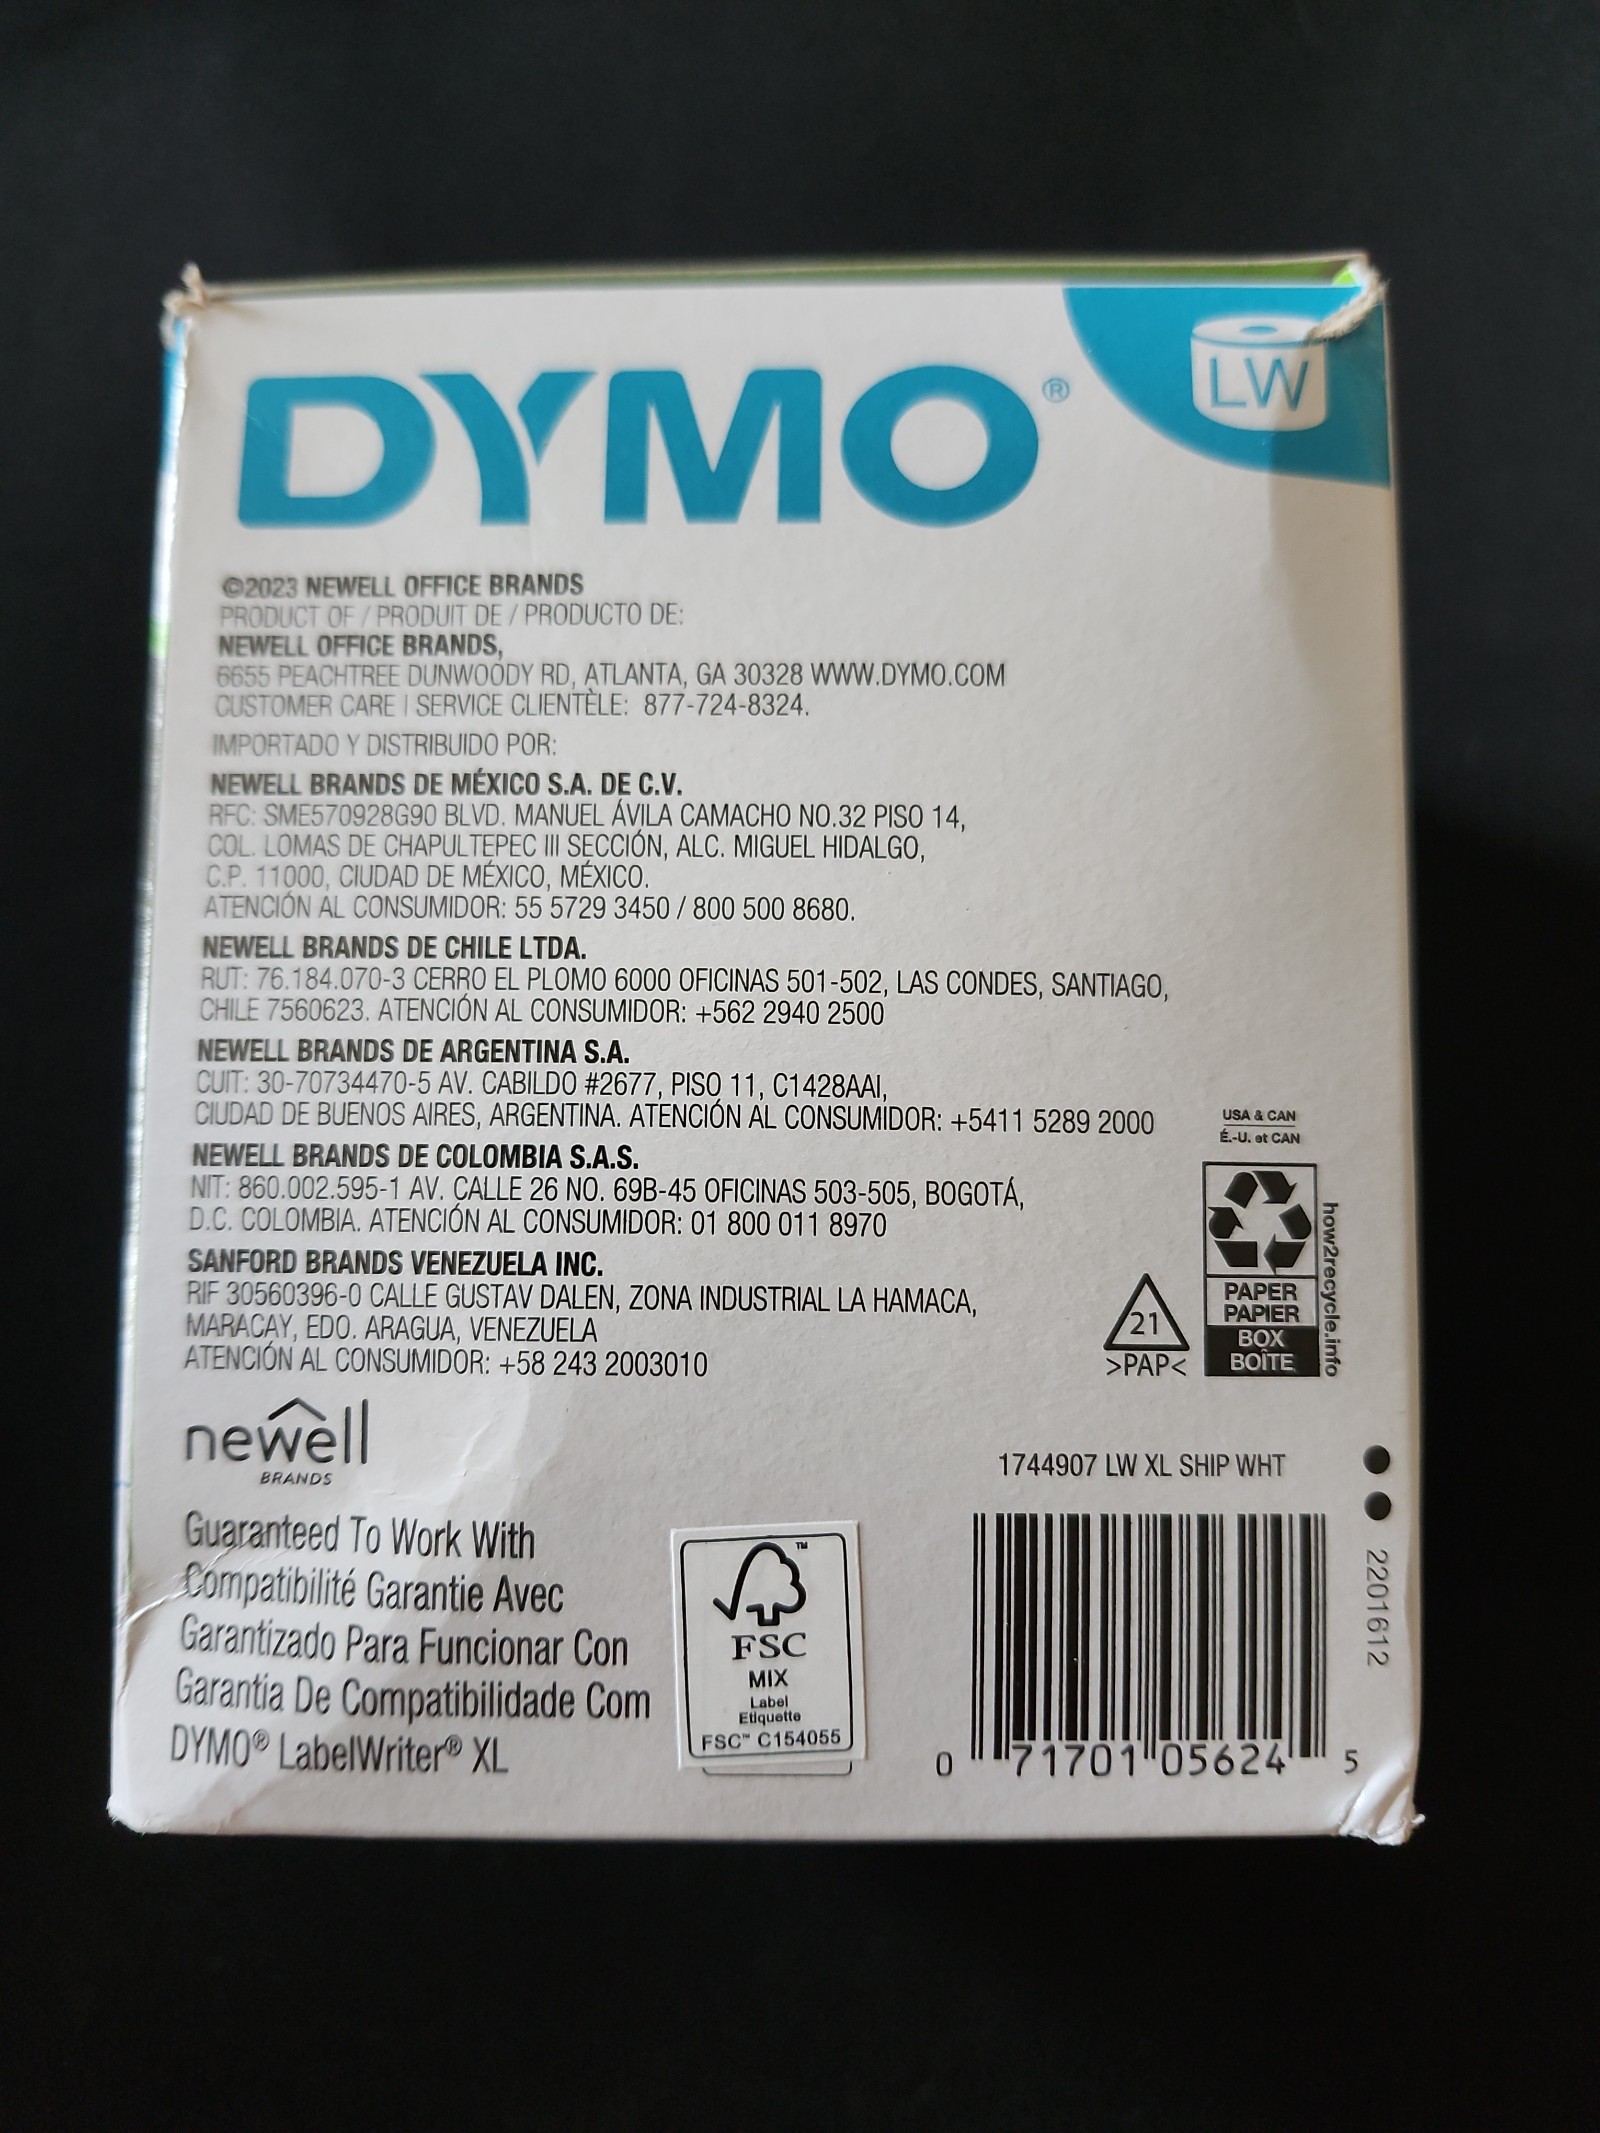 DYMO®
LW
©2023 NEWELL OFFICE BRANDS
PRODUCT OF / PRODUIT DE / PRODUCTO DE:
NEWELL OFFICE BRANDS,
6655 PEACHTREE DUNWOODY RD, ATLANTA, GA 30328 WWW.DYMO.COM
CUSTOMER CARE | SERVICE CLIENTÈLE: 877-724-8324.
IMPORTADO Y DISTRIBUIDO POR:
NEWELL BRANDS DE MÉXICO S.A. DE C.V.
RFC: SME570928G90 BLVD. MANUEL ÁVILA CAMACHO NO.32 PISO 14,
COL. LOMAS DE CHAPULTEPEC III SECCIÓN, ALC. MIGUEL HIDALGO,
C.P. 11000, CIUDAD DE MÉXICO, MÉXICO.
ATENCIÓN AL CONSUMIDOR: 55 5729 3450 / 800 500 8680.
NEWELL BRANDS DE CHILE LTDA.
RUT: 76.184.070-3 CERRO EL PLOMO 6000 OFICINAS 501-502, LAS CONDES, SANTIAGO,
CHILE 7560623. ATENCIÓN AL CONSUMIDOR: +562 2940 2500
NEWELL BRANDS DE ARGENTINA S.A.
CUIT: 30-70734470-5 AV. CABILDO #2677, PISO 11, C1428AAI,
CIUDAD DE BUENOS AIRES, ARGENTINA. ATENCIÓN AL CONSUMIDOR: +5411 5289 2000
NEWELL BRANDS DE COLOMBIA S.A.S.
NIT: 860.002.595-1 AV. CALLE 26 NO. 69B-45 OFICINAS 503-505, BOGOTÁ,
D.C. COLOMBIA. ATENCIÓN AL CONSUMIDOR: 01 800 011 8970
SANFORD BRANDS VENEZUELA INC.
RIF 30560396-0 CALLE GUSTAV DALEN, ZONA INDUSTRIAL LA HAMACA,
MARACAY, EDO. ARAGUA, VENEZUELA
ATENCIÓN AL CONSUMIDOR: +58 243 2003010
USA & CAN
É.-U. et CAN
PAPER
PAPIER
BOX
BOÎTE
how2recycle.info
21
>PAP<
newell
BRANDS
1744907 LW XL SHIP WHT
Guaranteed To Work With
Compatibilité Garantie Avec
Garantizado Para Funcionar Con
Garantia De Compatibilidade Com
DYMO® LabelWriter® XL
™
FSC
MIX
Label
Etiquette
FSC™ C154055
0 71701 05624 5
2201612